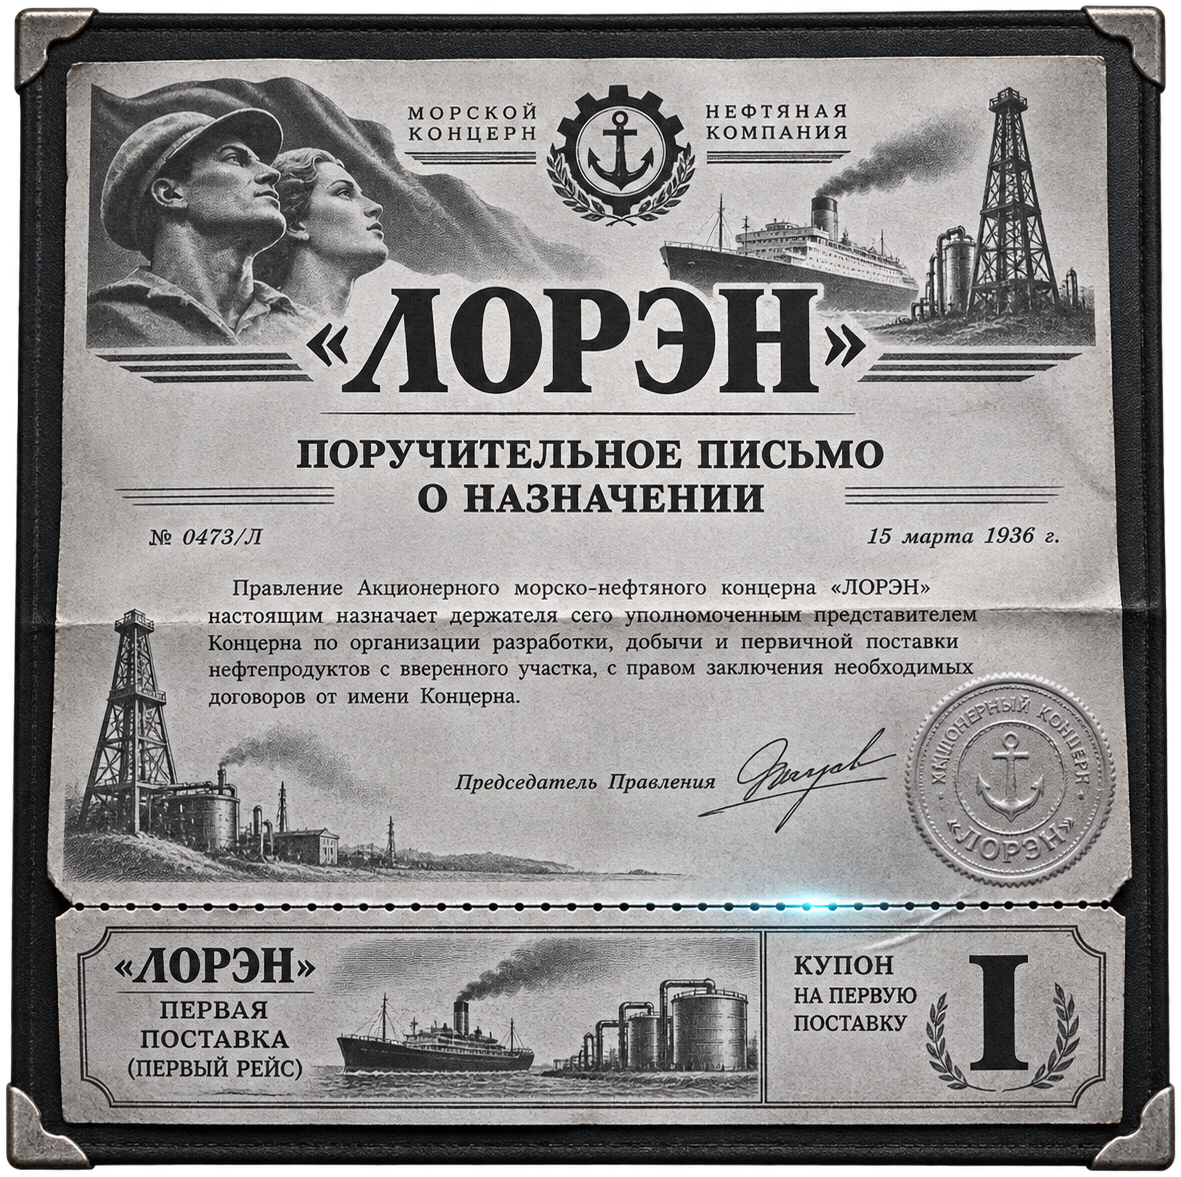 МОРСКОЙ
КОНЦЕРН
НЕФТЯНАЯ
КОМПАНИЯ
«ЛОРЭН»
ПОРУЧИТЕЛЬНОЕ ПИСЬМО
О НАЗНАЧЕНИИ
№ 0473/Л
15 марта 1936 г.
Правление Акционерного морско-нефтяного концерна «ЛОРЭН»
настоящим назначает держателя сего уполномоченным представителем
Концерна по организации разработки, добычи и первичной поставки
нефтепродуктов с вверенного участка, с правом заключения необходимых
договоров от имени Концерна.
Председатель Правления
КОНЦЕРН
«ЛОРЭН»
«ЛОРЭН»
ПЕРВАЯ
ПОСТАВКА
(ПЕРВЫЙ РЕЙС)
КУПОН
НА ПЕРВУЮ
ПОСТАВКУ
I